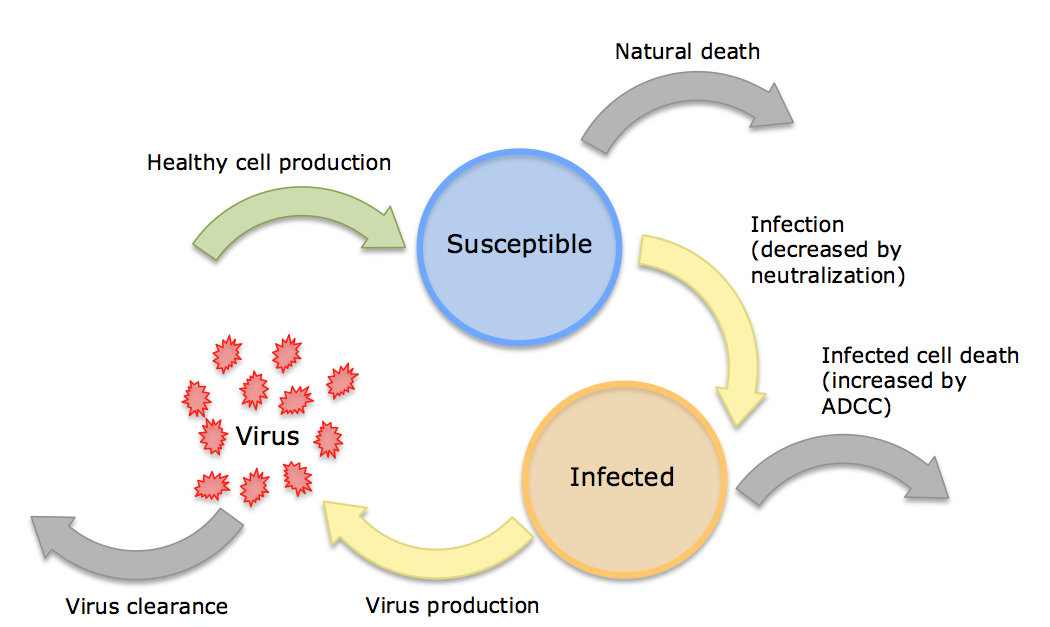 Natural death
Healthy cell production
Susceptible
Infection
(decreased by
neutralization)
Infected cell death
(increased by
ADCC)
Virus
Infected
Virus clearance
Virus production